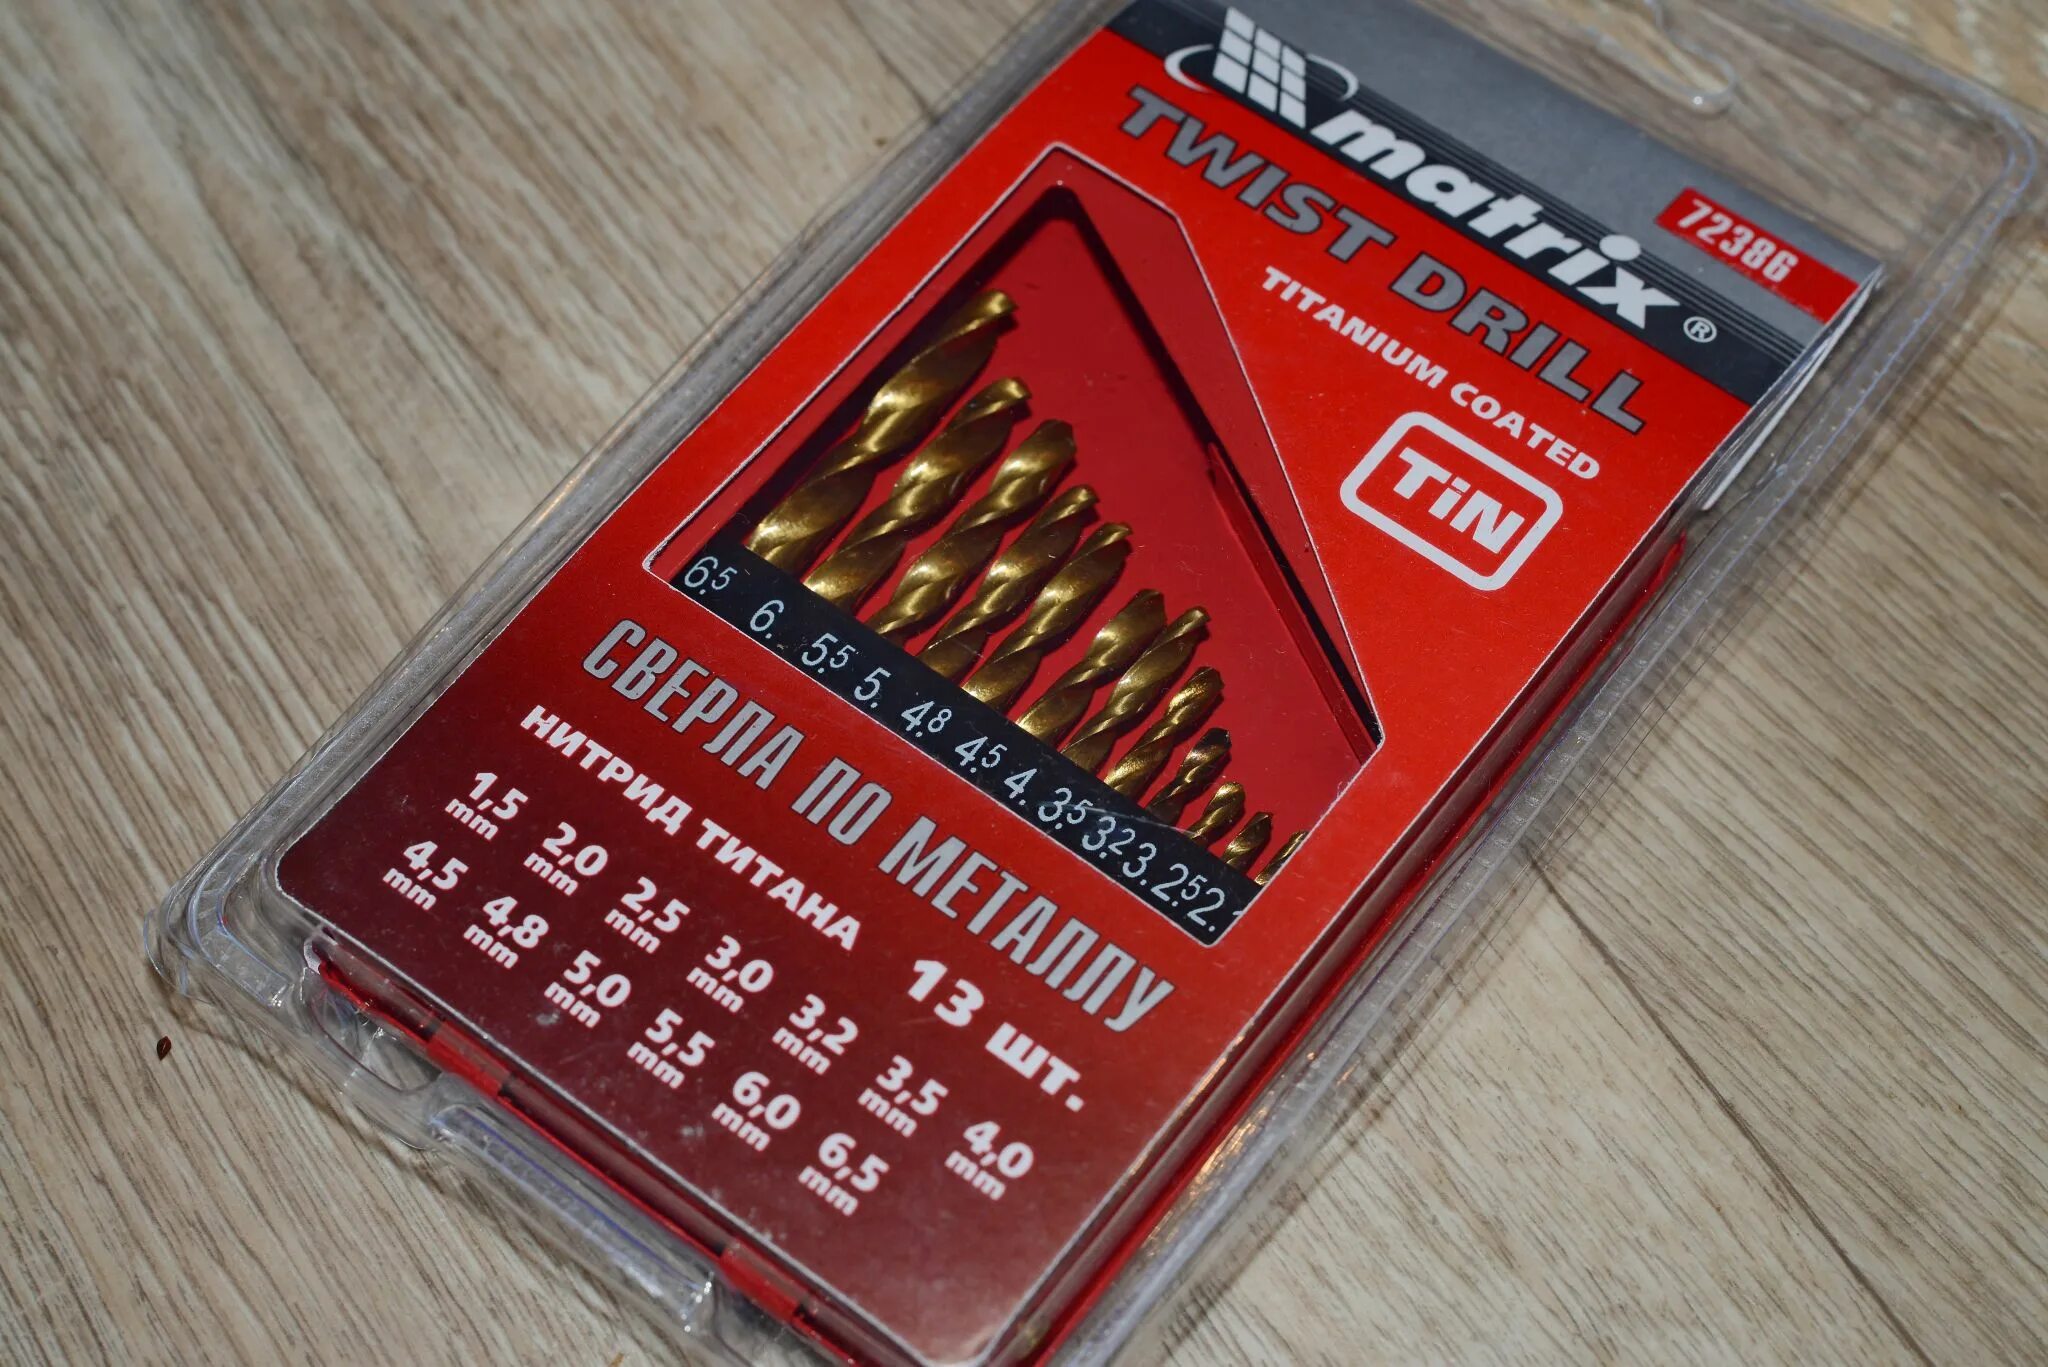 matrix®
72386
TWIST DRILL
TITANIUM COATED
TiN
6.5 6. 5.5 5. 4.8 4.5 4. 3.5 3.2 3. 2.5 2.
СВЕРЛА ПО МЕТАЛЛУ
НИТРИД ТИТАНА 13 шт.
1,5 mm 2,0 mm 2,5 mm 3,0 mm 3,2 mm 3,5 mm 4,0 mm
4,5 mm 4,8 mm 5,0 mm 5,5 mm 6,0 mm 6,5 mm